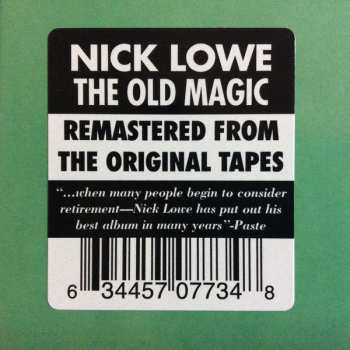 NICK LOWE
THE OLD MAGIC
REMASTERED FROM
THE ORIGINAL TAPES
“...when many people begin to consider
retirement—Nick Lowe has put out his
best album in many years”-Paste
6 34457 07734 8